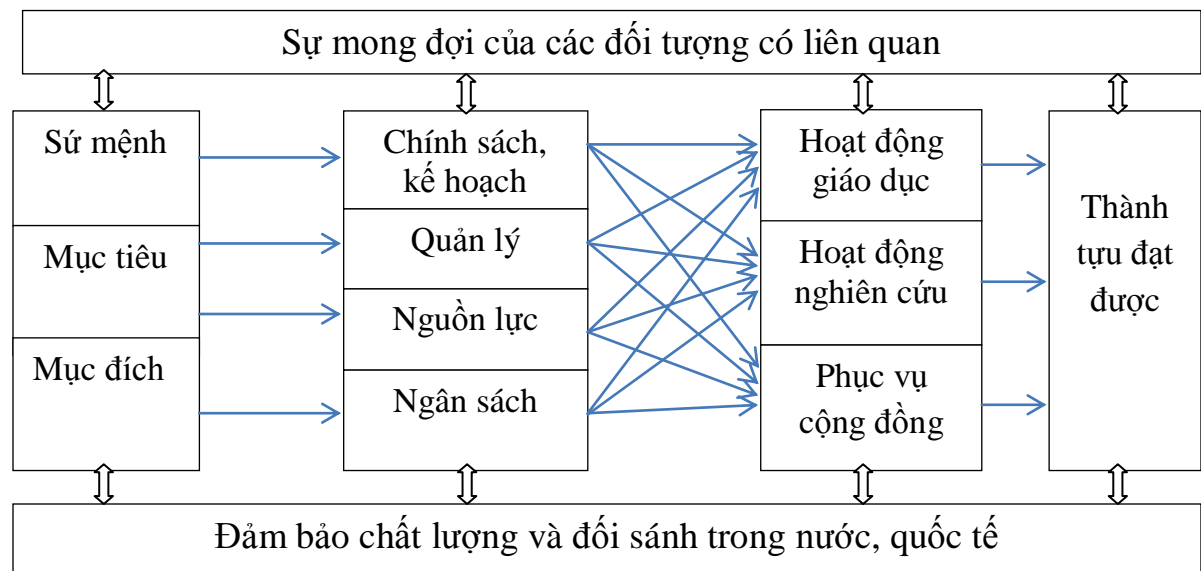 Sự mong đợi của các đối tượng có liên quan
Sứ mệnh
Mục tiêu
Mục đích
Chính sách,
kế hoạch
Quản lý
Nguồn lực
Ngân sách
Hoạt động
giáo dục
Hoạt động
nghiên cứu
Phục vụ
cộng đồng
Thành
tựu đạt
được
Đảm bảo chất lượng và đối sánh trong nước, quốc tế